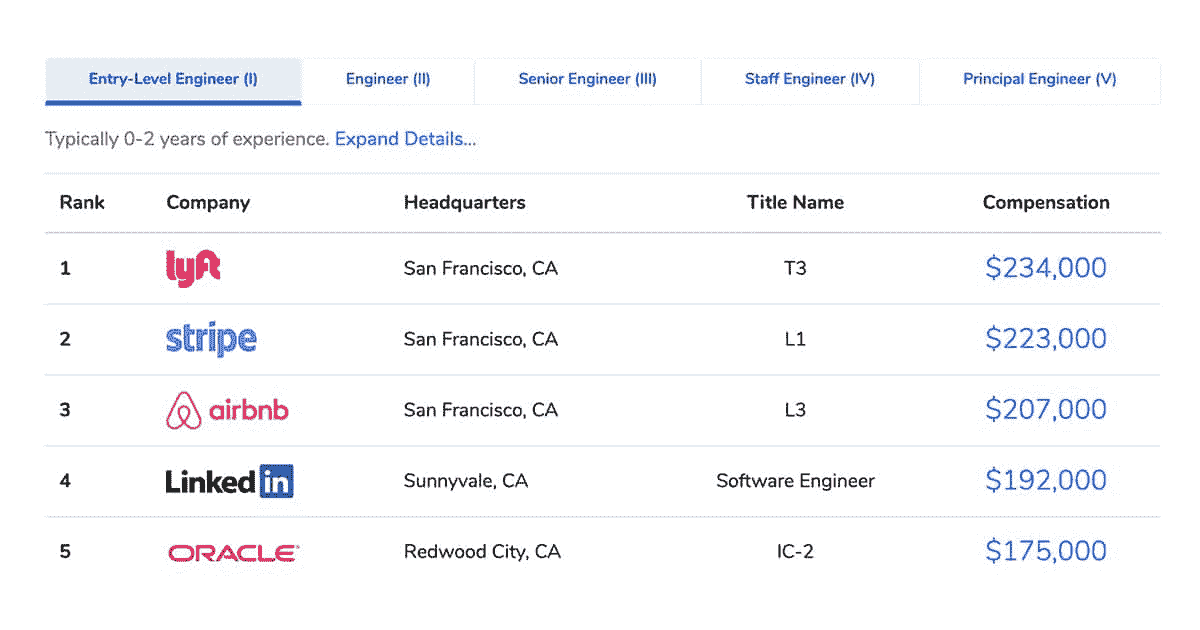 Entry-Level Engineer (I) Engineer (II) Senior Engineer (III) Staff Engineer (IV) Principal Engineer (V)
Typically 0-2 years of experience. Expand Details...
Rank Company Headquarters Title Name Compensation
1 lyft San Francisco, CA T3 $234,000
2 stripe San Francisco, CA L1 $223,000
3 airbnb San Francisco, CA L3 $207,000
4 Linked in Sunnyvale, CA Software Engineer $192,000
5 ORACLE Redwood City, CA IC-2 $175,000